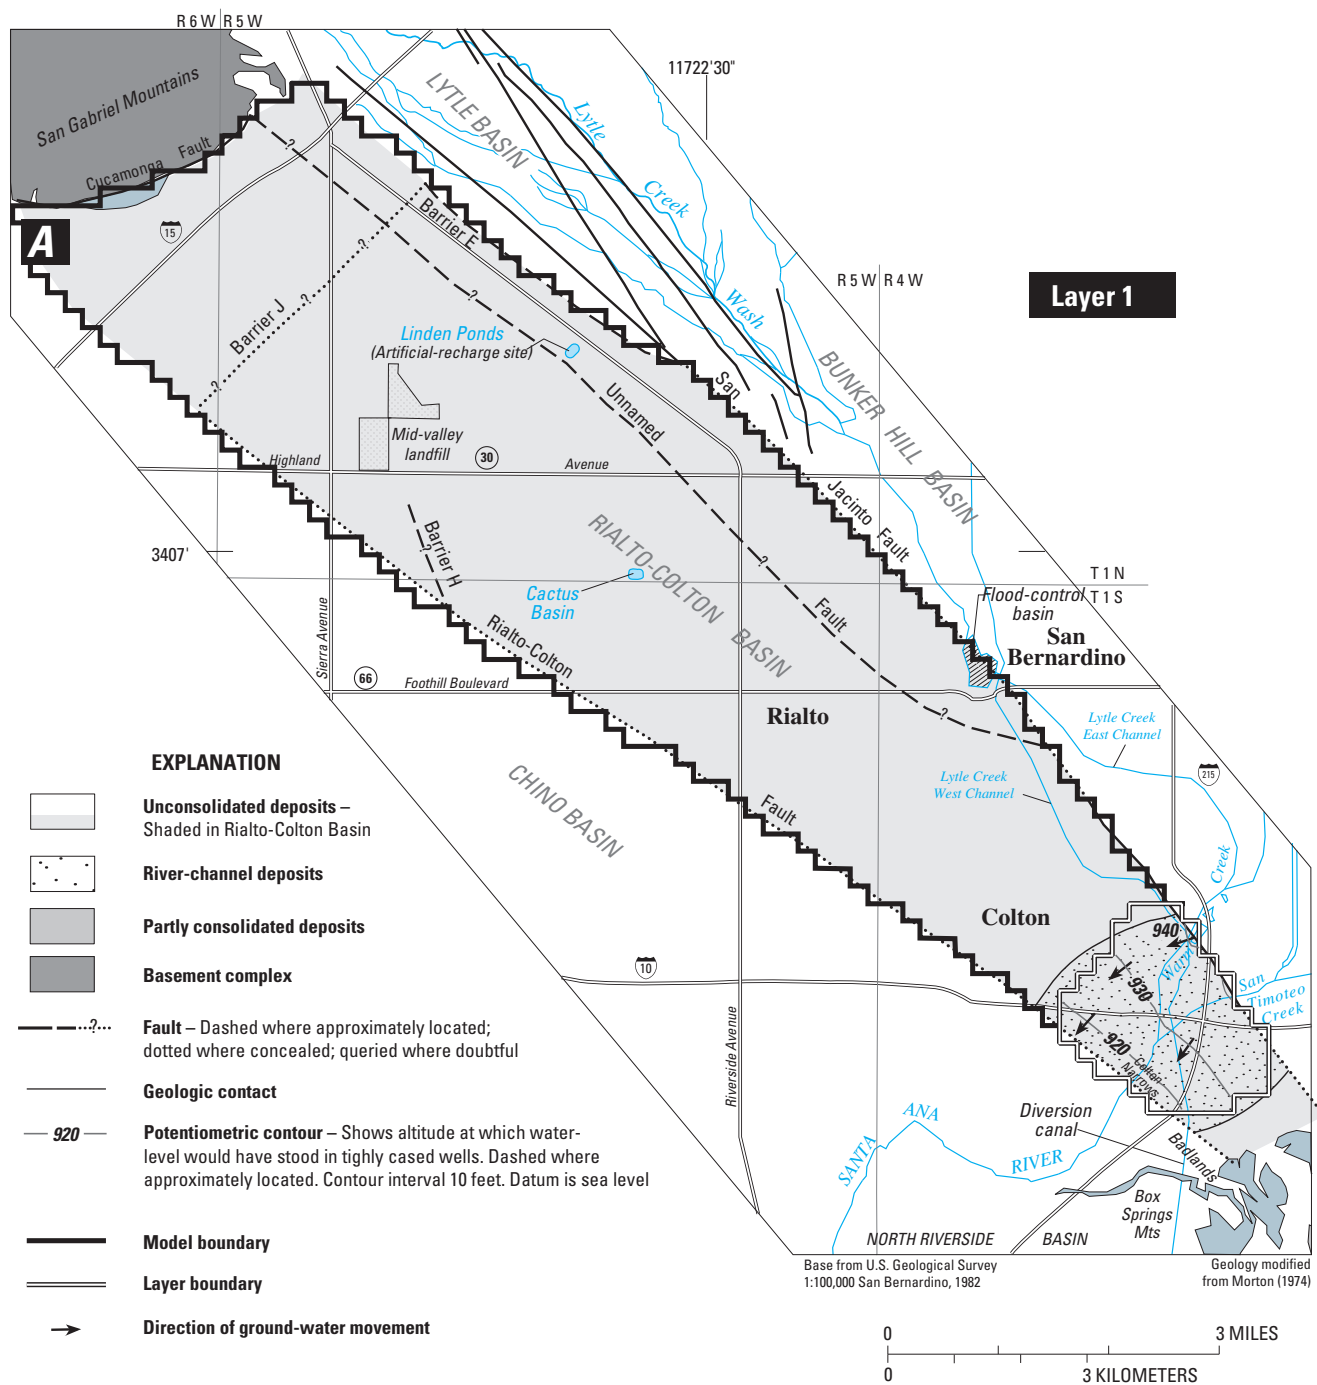 R 6 W R 5 W
San Gabriel Mountains
Cucamonga Fault
A
15
LYTLE BASIN
Lytle
Creek
Wash
11722'30"
R 5 W R 4 W
Layer 1
Barrier E
?
?
?
?
?
Barrier J
Linden Ponds
(Artificial-recharge site)
San
Unnamed
BUNKER HILL BASIN
Mid-valley
landfill
Highland
30
Avenue
Jacinto Fault
Barrier H
?
RIALTO-COLTON BASIN
3407'
?
T 1 N
T 1 S
Cactus
Basin
Flood-control
basin
San
Bernardino
Fault
Sierra Avenue
Rialto-Colton
66
Foothill Boulevard
Rialto
?
Lytle Creek
East Channel
Lytle Creek
West Channel
215
CHINO BASIN
Fault
Colton
Creek
Warm
940
930
920
10
San
Timoteo
Creek
Colton
Narrows
Riverside Avenue
SANTA
ANA
RIVER
Diversion
canal
Badlands
Box
Springs
Mts
NORTH RIVERSIDE BASIN
Base from U.S. Geological Survey
1:100,000 San Bernardino, 1982
Geology modified
from Morton (1974)
0 3 MILES
0 3 KILOMETERS
EXPLANATION
Unconsolidated deposits –
Shaded in Rialto-Colton Basin
River-channel deposits
Partly consolidated deposits
Basement complex
? Fault – Dashed where approximately located;
dotted where concealed; queried where doubtful
Geologic contact
920 Potentiometric contour – Shows altitude at which water-
level would have stood in tighly cased wells. Dashed where
approximately located. Contour interval 10 feet. Datum is sea level
Model boundary
Layer boundary
Direction of ground-water movement